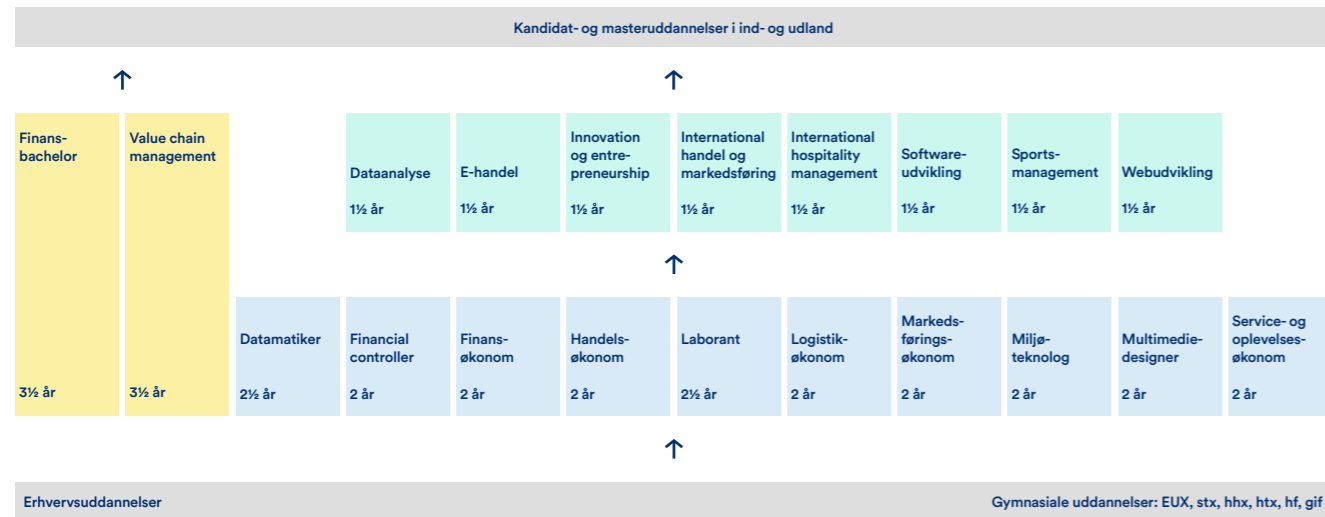 Kandidat- og masteruddannelser i ind- og udland
Finans-
bachelor
3½ år
Value chain
management
3½ år
Dataanalyse
1½ år
E-handel
1½ år
Innovation
og entre-
preneurship
1½ år
International
handel og
markedsføring
1½ år
International
hospitality
management
1½ år
Software-
udvikling
1½ år
Sports-
management
1½ år
Webudvikling
1½ år
Datamatiker
2½ år
Financial
controller
2 år
Finans-
økonom
2 år
Handels-
økonom
2 år
Laborant
2½ år
Logistik-
økonom
2 år
Markeds-
førings-
økonom
2 år
Miljø-
teknolog
2 år
Multimedie-
designer
2 år
Service- og
oplevelses-
økonom
2 år
Erhvervsuddannelser
Gymnasiale uddannelser: EUX, stx, hhx, htx, hf, gif